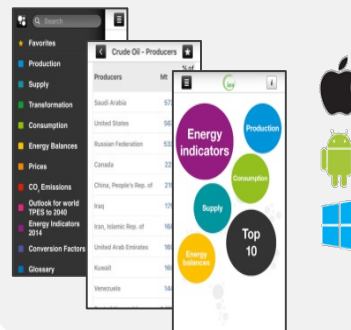 Search
Favorites
Production
Supply
Transformation
Consumption
Energy Balances
Prices
CO2 Emissions
Outlook for world
TPES to 2040
Energy Indicators
2014
Conversion Factors
Glossary
Crude Oil - Producers
% of
Producers Mt
Saudi Arabia
United States
Russian Federation
Canada
China, People's Rep. of
Iraq
Iran, Islamic Rep. of
United Arab Emirates
Kuwait
Venezuela
iea
Energy
indicators
Production
Consumption
Supply
Top
10
Energy
balances